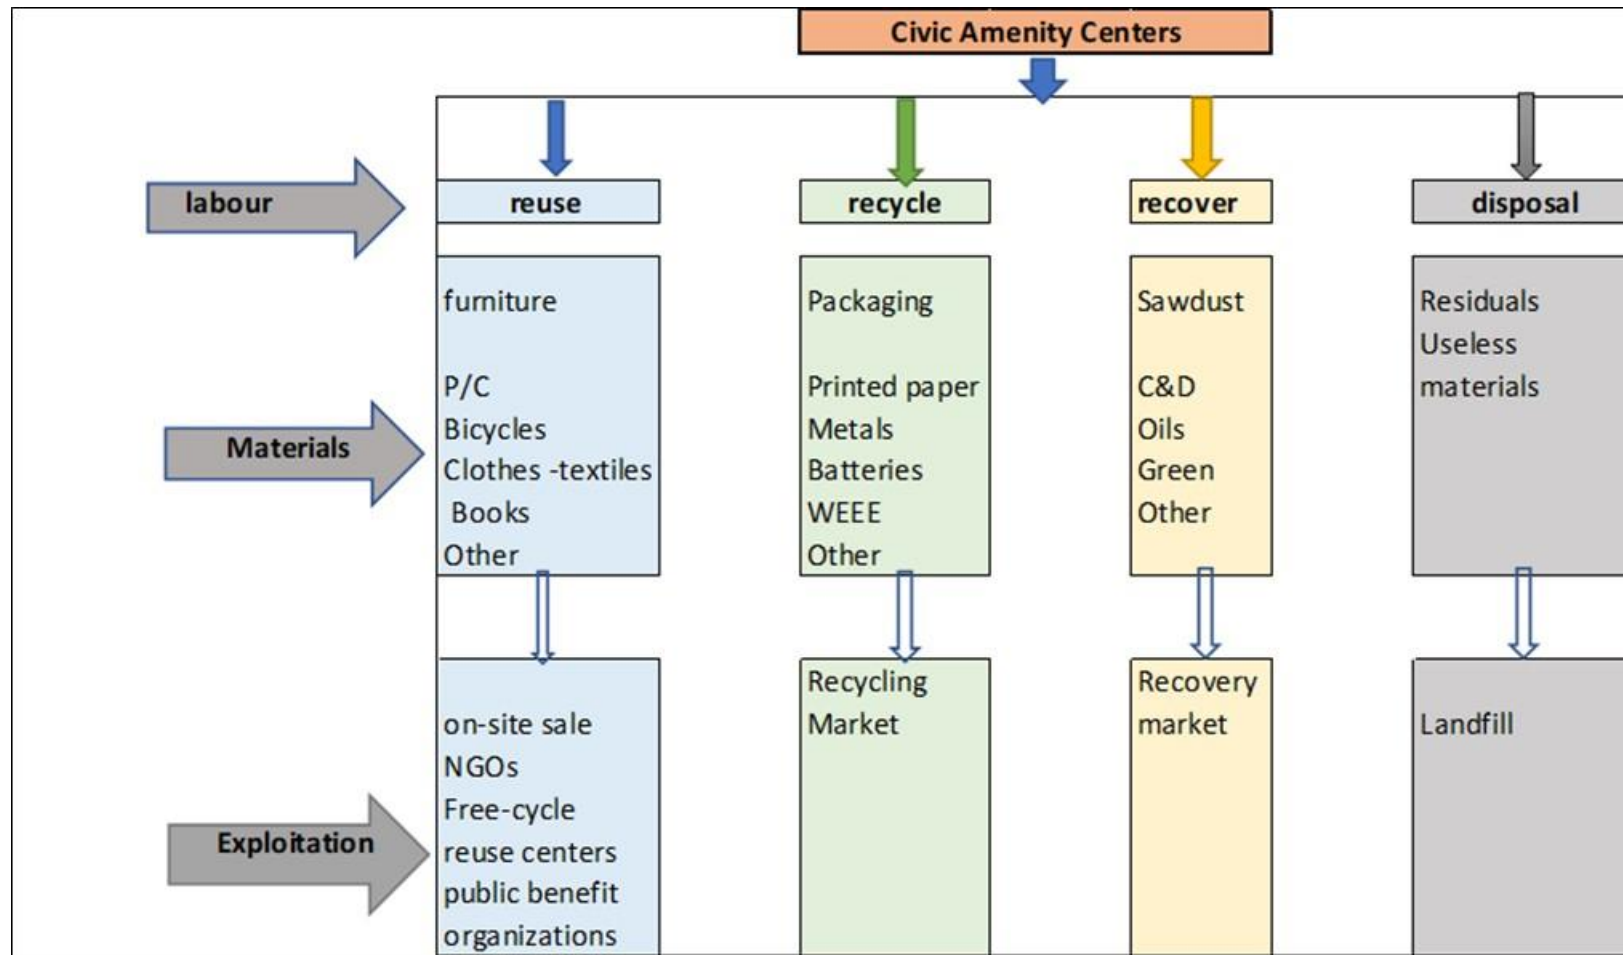 Civic Amenity Centers
labour
reuse
recycle
recover
disposal
Materials
furniture
P/C
Bicycles
Clothes -textiles
Books
Other
Packaging
Printed paper
Metals
Batteries
WEEE
Other
Sawdust
C&D
Oils
Green
Other
Residuals
Useless
materials
Exploitation
on-site sale
NGOs
Free-cycle
reuse centers
public benefit
organizations
Recycling
Market
Recovery
market
Landfill